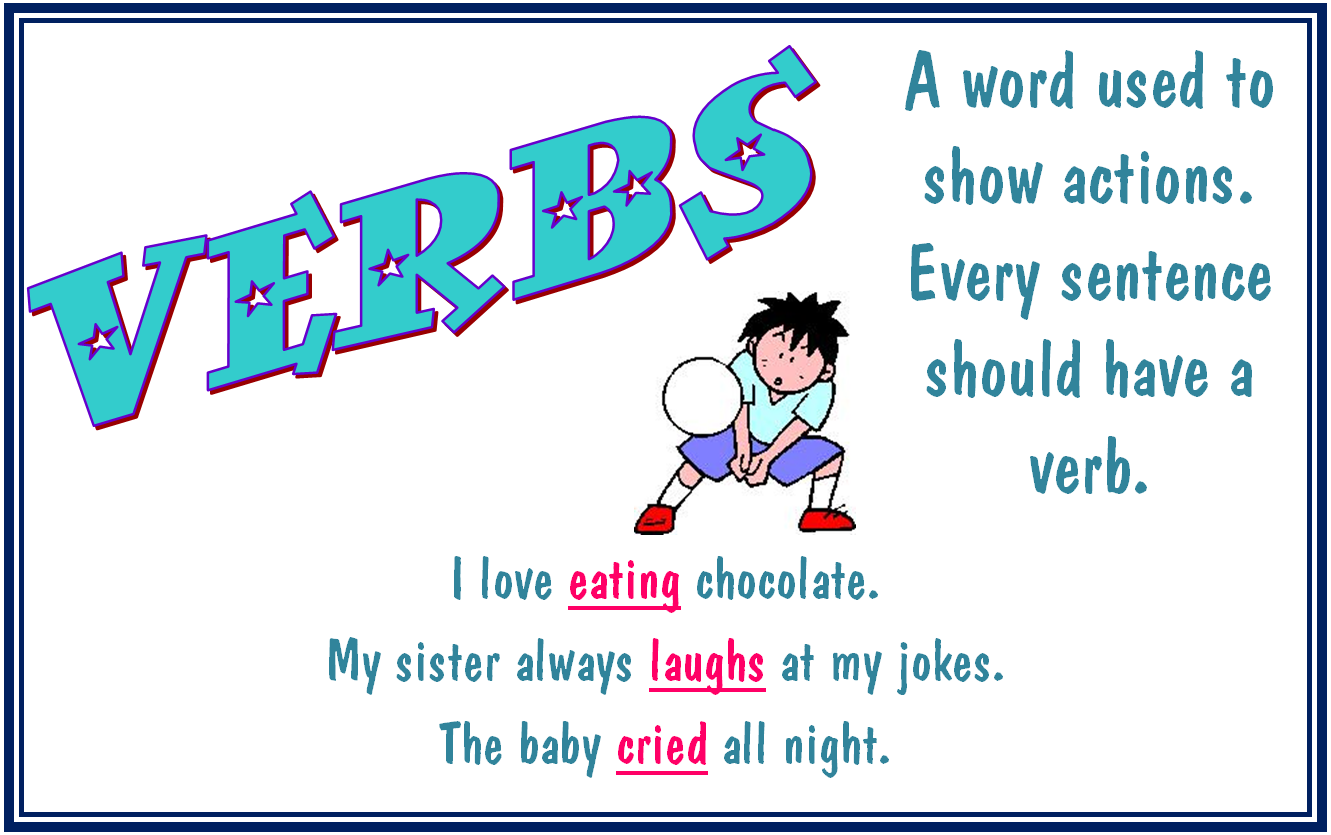 VERBS
A word used to
show actions.
Every sentence
should have a
verb.
I love eating chocolate.
My sister always laughs at my jokes.
The baby cried all night.